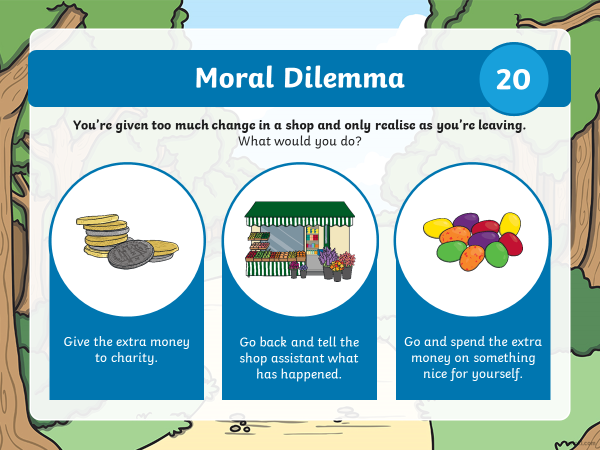 Moral Dilemma
20
You're given too much change in a shop and only realise as you're leaving.
What would you do?
Give the extra money
to charity.
Go back and tell the
shop assistant what
has happened.
Go and spend the extra
money on something
nice for yourself.